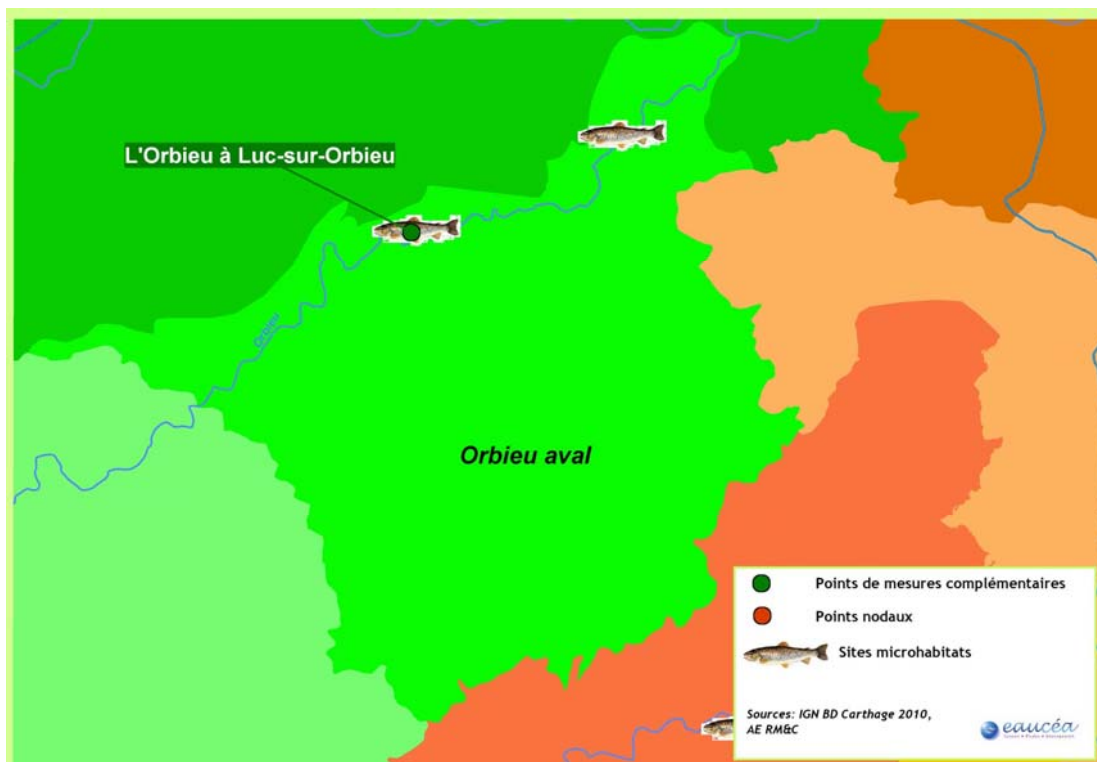 L'Orbieu à Luc-sur-Orbieu
Orbieu
Orbieu aval
Points de mesures complémentaires
Points nodaux
Sites microhabitats
Sources: IGN BD Carthage 2010,
AE RM&C
eaucéa